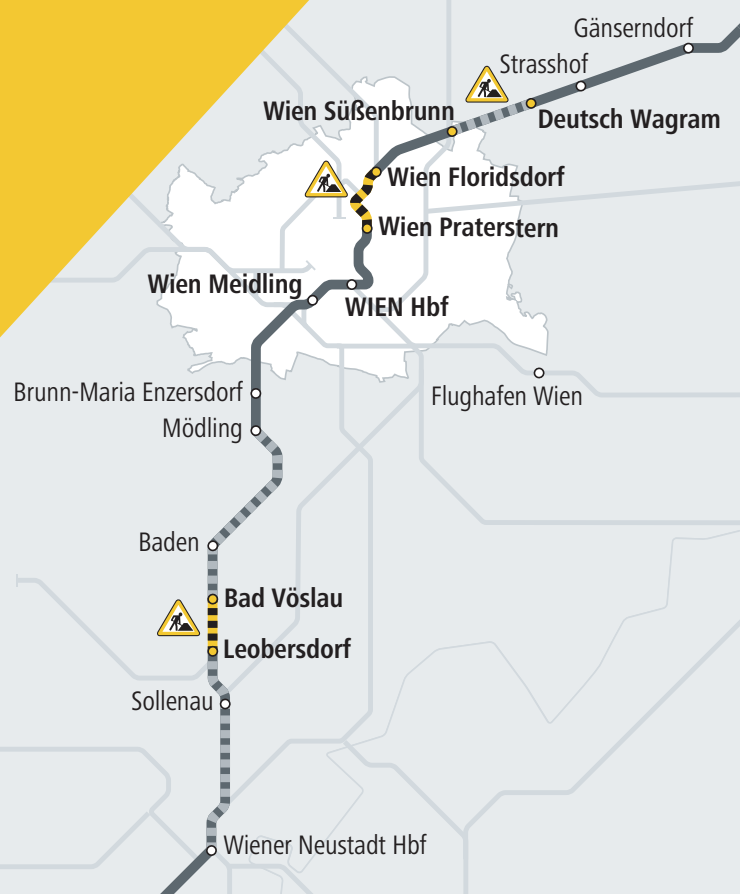 Gänserndorf
Strasshof
Wien Süßenbrunn
Deutsch Wagram
Wien Floridsdorf
Wien Praterstern
Wien Meidling
WIEN Hbf
Flughafen Wien
Brunn-Maria Enzersdorf
Mödling
Baden
Bad Vöslau
Leobersdorf
Sollenau
Wiener Neustadt Hbf